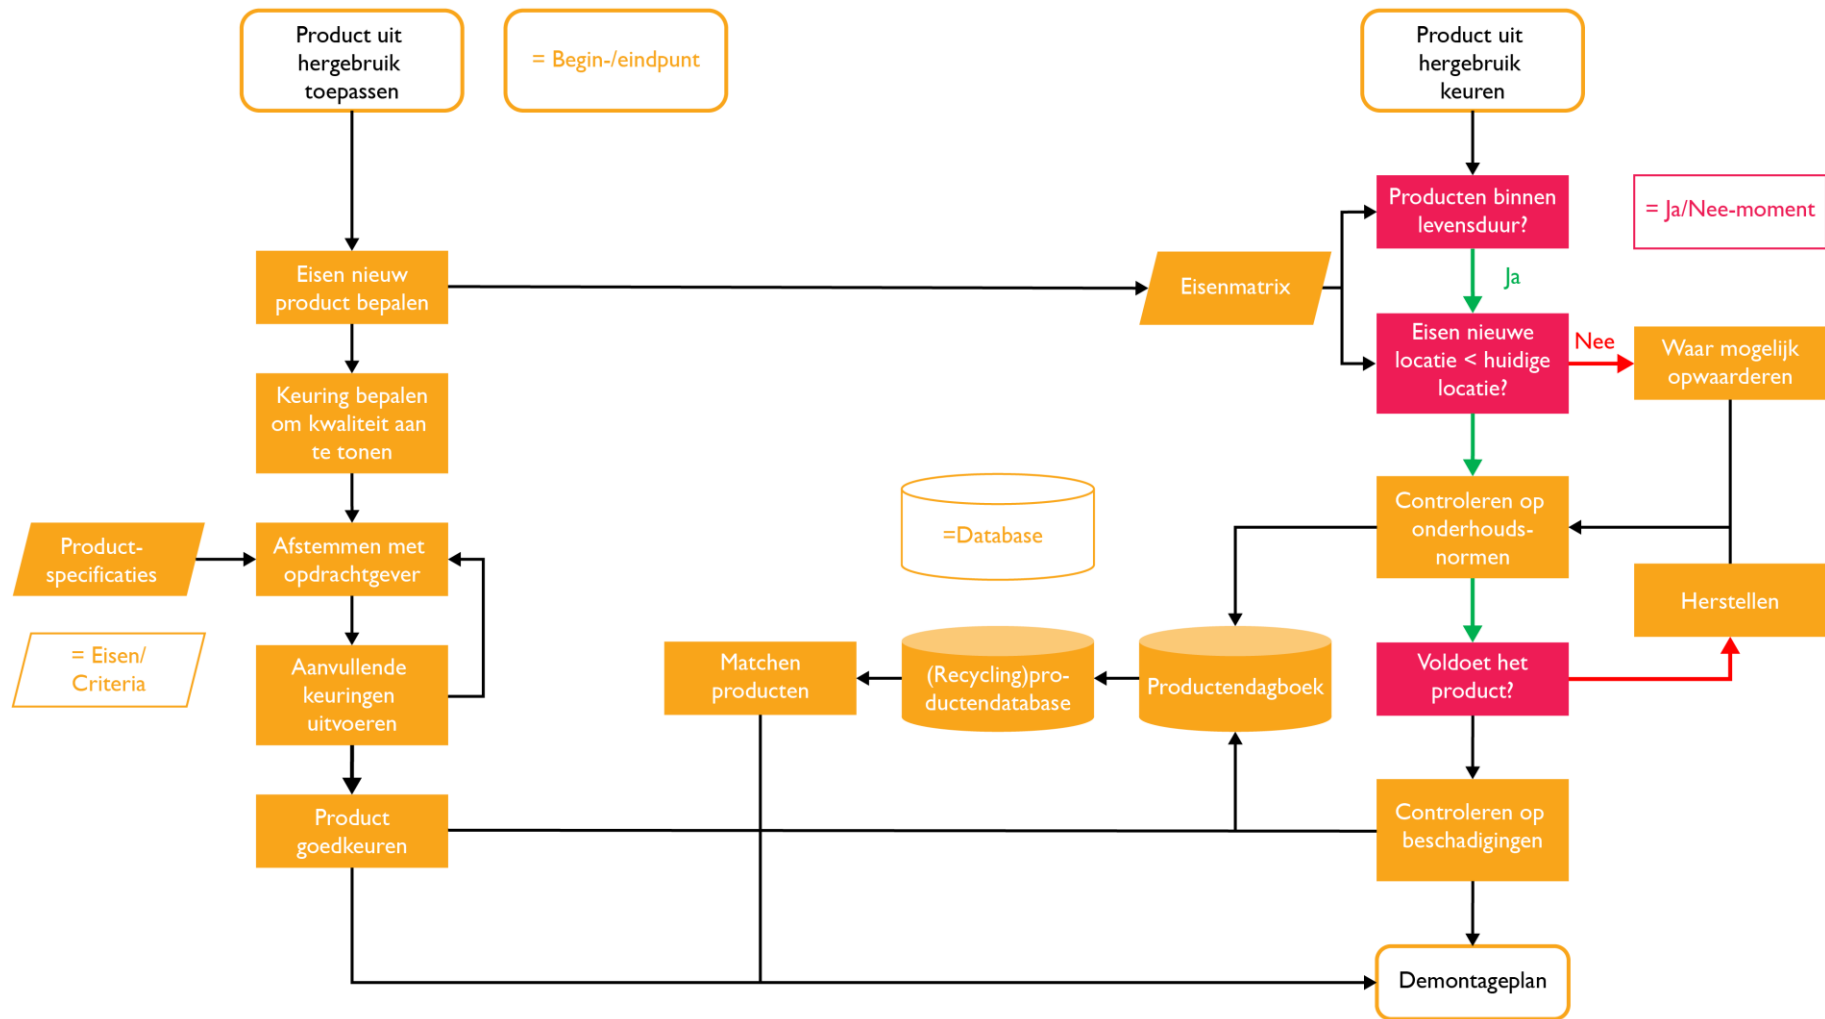 Product uit
hergebruik
toepassen
= Begin-/eindpunt
Product uit
hergebruik
keuren
Producten binnen
levensduur?
= Ja/Nee-moment
Eisen nieuw
product bepalen
Eisenmatrix
Ja
Eisen nieuwe
locatie < huidige
locatie?
Nee
Waar mogelijk
opwaarderen
Keuring bepalen
om kwaliteit aan
te tonen
=Database
Controleren op
onderhouds-
normen
Product-
specificaties
Afstemmen met
opdrachtgever
Herstellen
= Eisen/
Criteria
Aanvullende
keuringen
uitvoeren
Matchen
producten
(Recycling)pro-
ductendatabase
Productendagboek
Voldoet het
product?
Product
goedkeuren
Controleren op
beschadigingen
Demontageplan